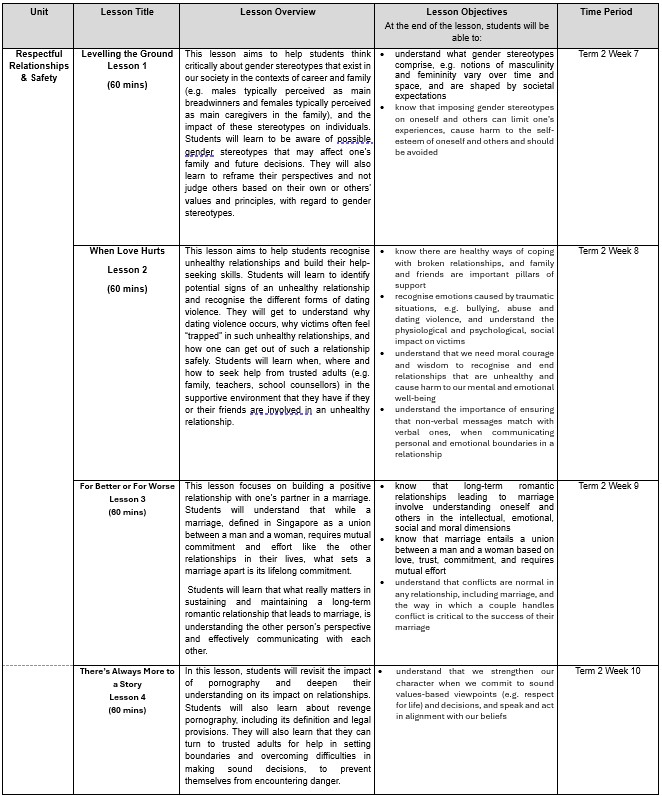 Unit
Lesson Title
Lesson Overview
Lesson Objectives
At the end of the lesson, students will be
able to:
Time Period
Respectful
Relationships
& Safety
Levelling the Ground
Lesson 1
(60 mins)
This lesson aims to help students think
critically about gender stereotypes that exist in
our society in the contexts of career and family
(e.g. males typically perceived as main
breadwinners and females typically perceived
as main caregivers in the family), and the
impact of these stereotypes on individuals.
Students will learn to be aware of possible
gender stereotypes that may affect one's
family and future decisions. They will also
learn to reframe their perspectives and not
judge others based on their own or others'
values and principles, with regard to gender
stereotypes.
• understand what gender stereotypes
comprise, e.g. notions of masculinity
and femininity vary over time and
space, and are shaped by societal
expectations
• know that imposing gender stereotypes
on oneself and others can limit one's
experiences, cause harm to the self-
esteem of oneself and others and should
be avoided
Term 2 Week 7
When Love Hurts
Lesson 2
(60 mins)
This lesson aims to help students recognise
unhealthy relationships and build their help-
seeking skills. Students will learn to identify
potential signs of an unhealthy relationship
and recognise the different forms of dating
violence. They will get to understand why
dating violence occurs, why victims often feel
"trapped" in such unhealthy relationships, and
how one can get out of such a relationship
safely. Students will learn when, where and
how to seek help from trusted adults (e.g.
family, teachers, school counsellors) in the
supportive environment that they have if they
or their friends are involved in an unhealthy
relationship.
• know there are healthy ways of coping
with broken relationships, and family
and friends are important pillars of
support
• recognise emotions caused by traumatic
situations, e.g. bullying, abuse and
dating violence, and understand the
physiological and psychological, social
impact on victims
• understand that we need moral courage
and wisdom to recognise and end
relationships that are unhealthy and
cause harm to our mental and emotional
well-being
• understand the importance of ensuring
that non-verbal messages match with
verbal ones, when communicating
personal and emotional boundaries in a
relationship
Term 2 Week 8
For Better or For Worse
Lesson 3
(60 mins)
This lesson focuses on building a positive
relationship with one's partner in a marriage.
Students will understand that while a
marriage, defined in Singapore as a union
between a man and a woman, requires mutual
commitment and effort like the other
relationships in their lives, what sets a
marriage apart is its lifelong commitment.
Students will learn that what really matters in
sustaining and maintaining a long-term
romantic relationship that leads to marriage, is
understanding the other person's perspective
and effectively communicating with each
other.
• know that long-term romantic
relationships leading to marriage
involve understanding oneself and
others in the intellectual, emotional,
social and moral dimensions
• know that marriage entails a union
between a man and a woman based on
love, trust, commitment, and requires
mutual effort
• understand that conflicts are normal in
any relationship, including marriage, and
the way in which a couple handles
conflict is critical to the success of their
marriage
Term 2 Week 9
There's Always More to
a Story
Lesson 4
(60 mins)
In this lesson, students will revisit the impact
of pornography and deepen their
understanding on its impact on relationships.
Students will also learn about revenge
pornography, including its definition and legal
provisions. They will also learn that they can
turn to trusted adults for help in setting
boundaries and overcoming difficulties in
making sound decisions, to prevent
themselves from encountering danger.
• understand that we strengthen our
character when we commit to sound
values-based viewpoints (e.g. respect
for life) and decisions, and speak and act
in alignment with our beliefs
Term 2 Week 10